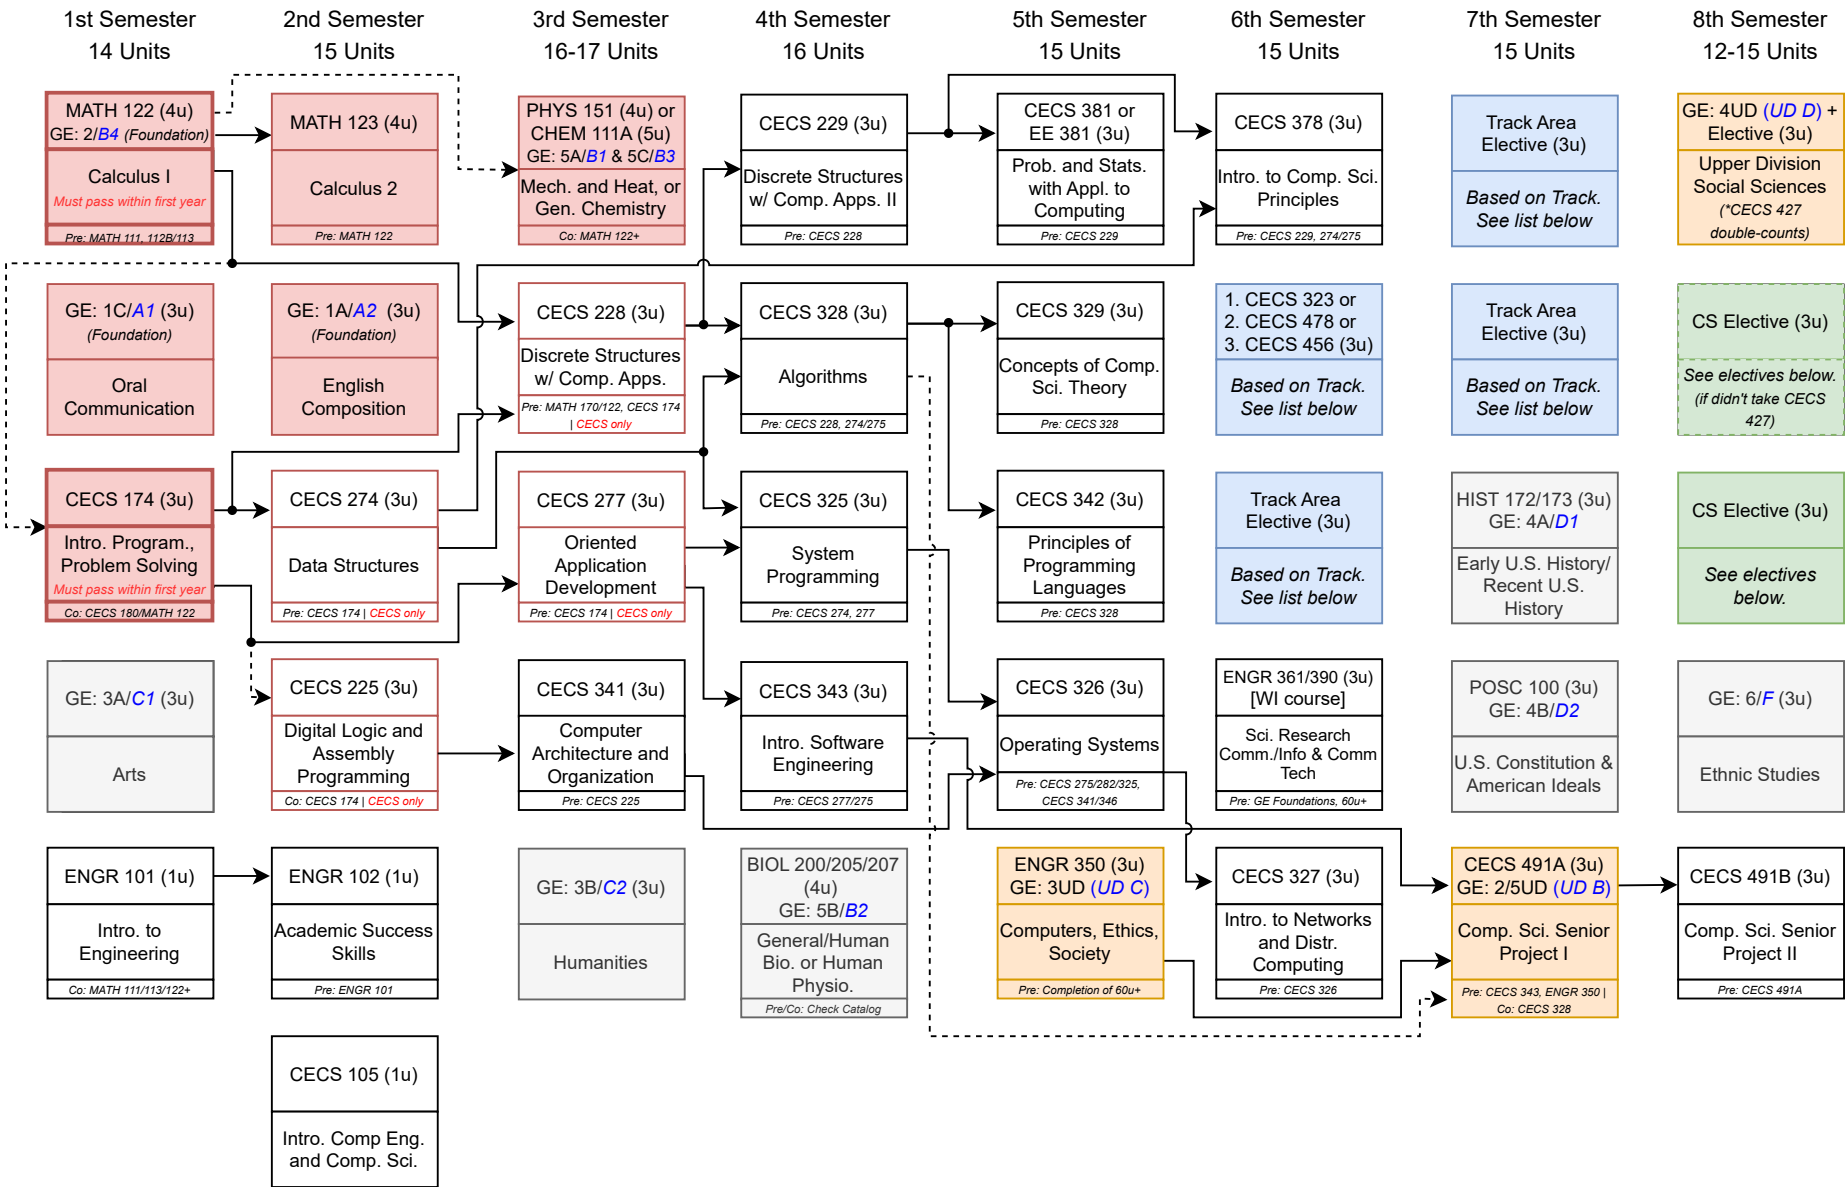 1st Semester
14 Units
2nd Semester
15 Units
3rd Semester
16-17 Units
4th Semester
16 Units
5th Semester
15 Units
6th Semester
15 Units
7th Semester
15 Units
8th Semester
12-15 Units
MATH 122 (4u)
GE: 2/B4 (Foundation)
Calculus I
Must pass within first year
Pre: MATH 111, 112B/113
MATH 123 (4u)
Calculus 2
Pre: MATH 122
PHYS 151 (4u) or
CHEM 111A (5u)
GE: 5A/B1 & 5C/B3
Mech. and Heat, or
Gen. Chemistry
Co: MATH 122+
CECS 229 (3u)
Discrete Structures
w/ Comp. Apps. II
Pre: CECS 228
CECS 381 or
EE 381 (3u)
Prob. and Stats.
with Appl. to
Computing
Pre: CECS 229
CECS 378 (3u)
Intro. to Comp. Sci.
Principles
Pre: CECS 229, 274/275
Track Area
Elective (3u)
Based on Track.
See list below
GE: 4UD (UD D) +
Elective (3u)
Upper Division
Social Sciences
(*CECS 427
double-counts)
GE: 1C/A1 (3u)
(Foundation)
Oral
Communication
GE: 1A/A2 (3u)
(Foundation)
English
Composition
CECS 228 (3u)
Discrete Structures
w/ Comp. Apps.
Pre: MATH 170/122, CECS 174
| CECS only
CECS 328 (3u)
Algorithms
Pre: CECS 228, 274/275
CECS 329 (3u)
Concepts of Comp.
Sci. Theory
Pre: CECS 328
1. CECS 323 or
2. CECS 478 or
3. CECS 456 (3u)
Based on Track.
See list below
Track Area
Elective (3u)
Based on Track.
See list below
CS Elective (3u)
See electives below.
(if didn't take CECS
427)
CECS 174 (3u)
Intro. Program.,
Problem Solving
Must pass within first year
Co: CECS 180/MATH 122
CECS 274 (3u)
Data Structures
Pre: CECS 174 | CECS only
CECS 277 (3u)
Oriented
Application
Development
Pre: CECS 174 | CECS only
CECS 325 (3u)
System
Programming
Pre: CECS 274, 277
CECS 342 (3u)
Principles of
Programming
Languages
Pre: CECS 328
Track Area
Elective (3u)
Based on Track.
See list below
HIST 172/173 (3u)
GE: 4A/D1
Early U.S. History/
Recent U.S.
History
CS Elective (3u)
See electives
below.
GE: 3A/C1 (3u)
Arts
CECS 225 (3u)
Digital Logic and
Assembly
Programming
Co: CECS 174 | CECS only
CECS 341 (3u)
Computer
Architecture and
Organization
Pre: CECS 225
CECS 343 (3u)
Intro. Software
Engineering
Pre: CECS 277/275
CECS 326 (3u)
Operating Systems
Pre: CECS 275/282/325,
CECS 341/346
ENGR 361/390 (3u)
[WI course]
Sci. Research
Comm./Info & Comm
Tech
Pre: GE Foundations, 60u+
POSC 100 (3u)
GE: 4B/D2
U.S. Constitution &
American Ideals
GE: 6/F (3u)
Ethnic Studies
ENGR 101 (1u)
Intro. to
Engineering
Co: MATH 111/113/122+
ENGR 102 (1u)
Academic Success
Skills
Pre: ENGR 101
GE: 3B/C2 (3u)
Humanities
BIOL 200/205/207
(4u)
GE: 5B/B2
General/Human
Bio. or Human
Physio.
Pre/Co: Check Catalog
ENGR 350 (3u)
GE: 3UD (UD C)
Computers, Ethics,
Society
Pre: Completion of 60u+
CECS 327 (3u)
Intro. to Networks
and Distr.
Computing
Pre: CECS 326
CECS 491A (3u)
GE: 2/5UD (UD B)
Comp. Sci. Senior
Project I
Pre: CECS 343, ENGR 350 |
Co: CECS 328
CECS 491B (3u)
Comp. Sci. Senior
Project II
Pre: CECS 491A
CECS 105 (1u)
Intro. Comp Eng.
and Comp. Sci.